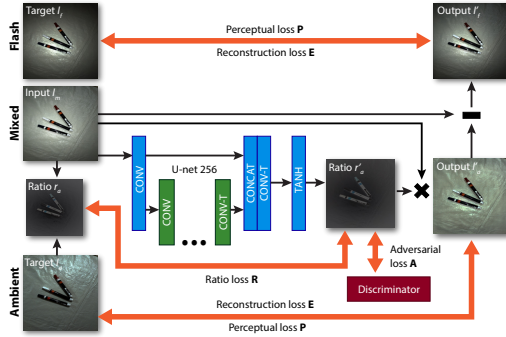 Flash
Target I_f
Perceptual loss P
Reconstruction loss E
Output I'_f
Mixed
Input I_m
U-net 256
CONV
CONV
CONV-T
CONCAT
CONV-T
TANH
Ratio r_a
Ratio r'_a
Output I'_a
Adversarial
loss A
Discriminator
Ratio loss R
Ambient
Target
Reconstruction loss E
Perceptual loss P